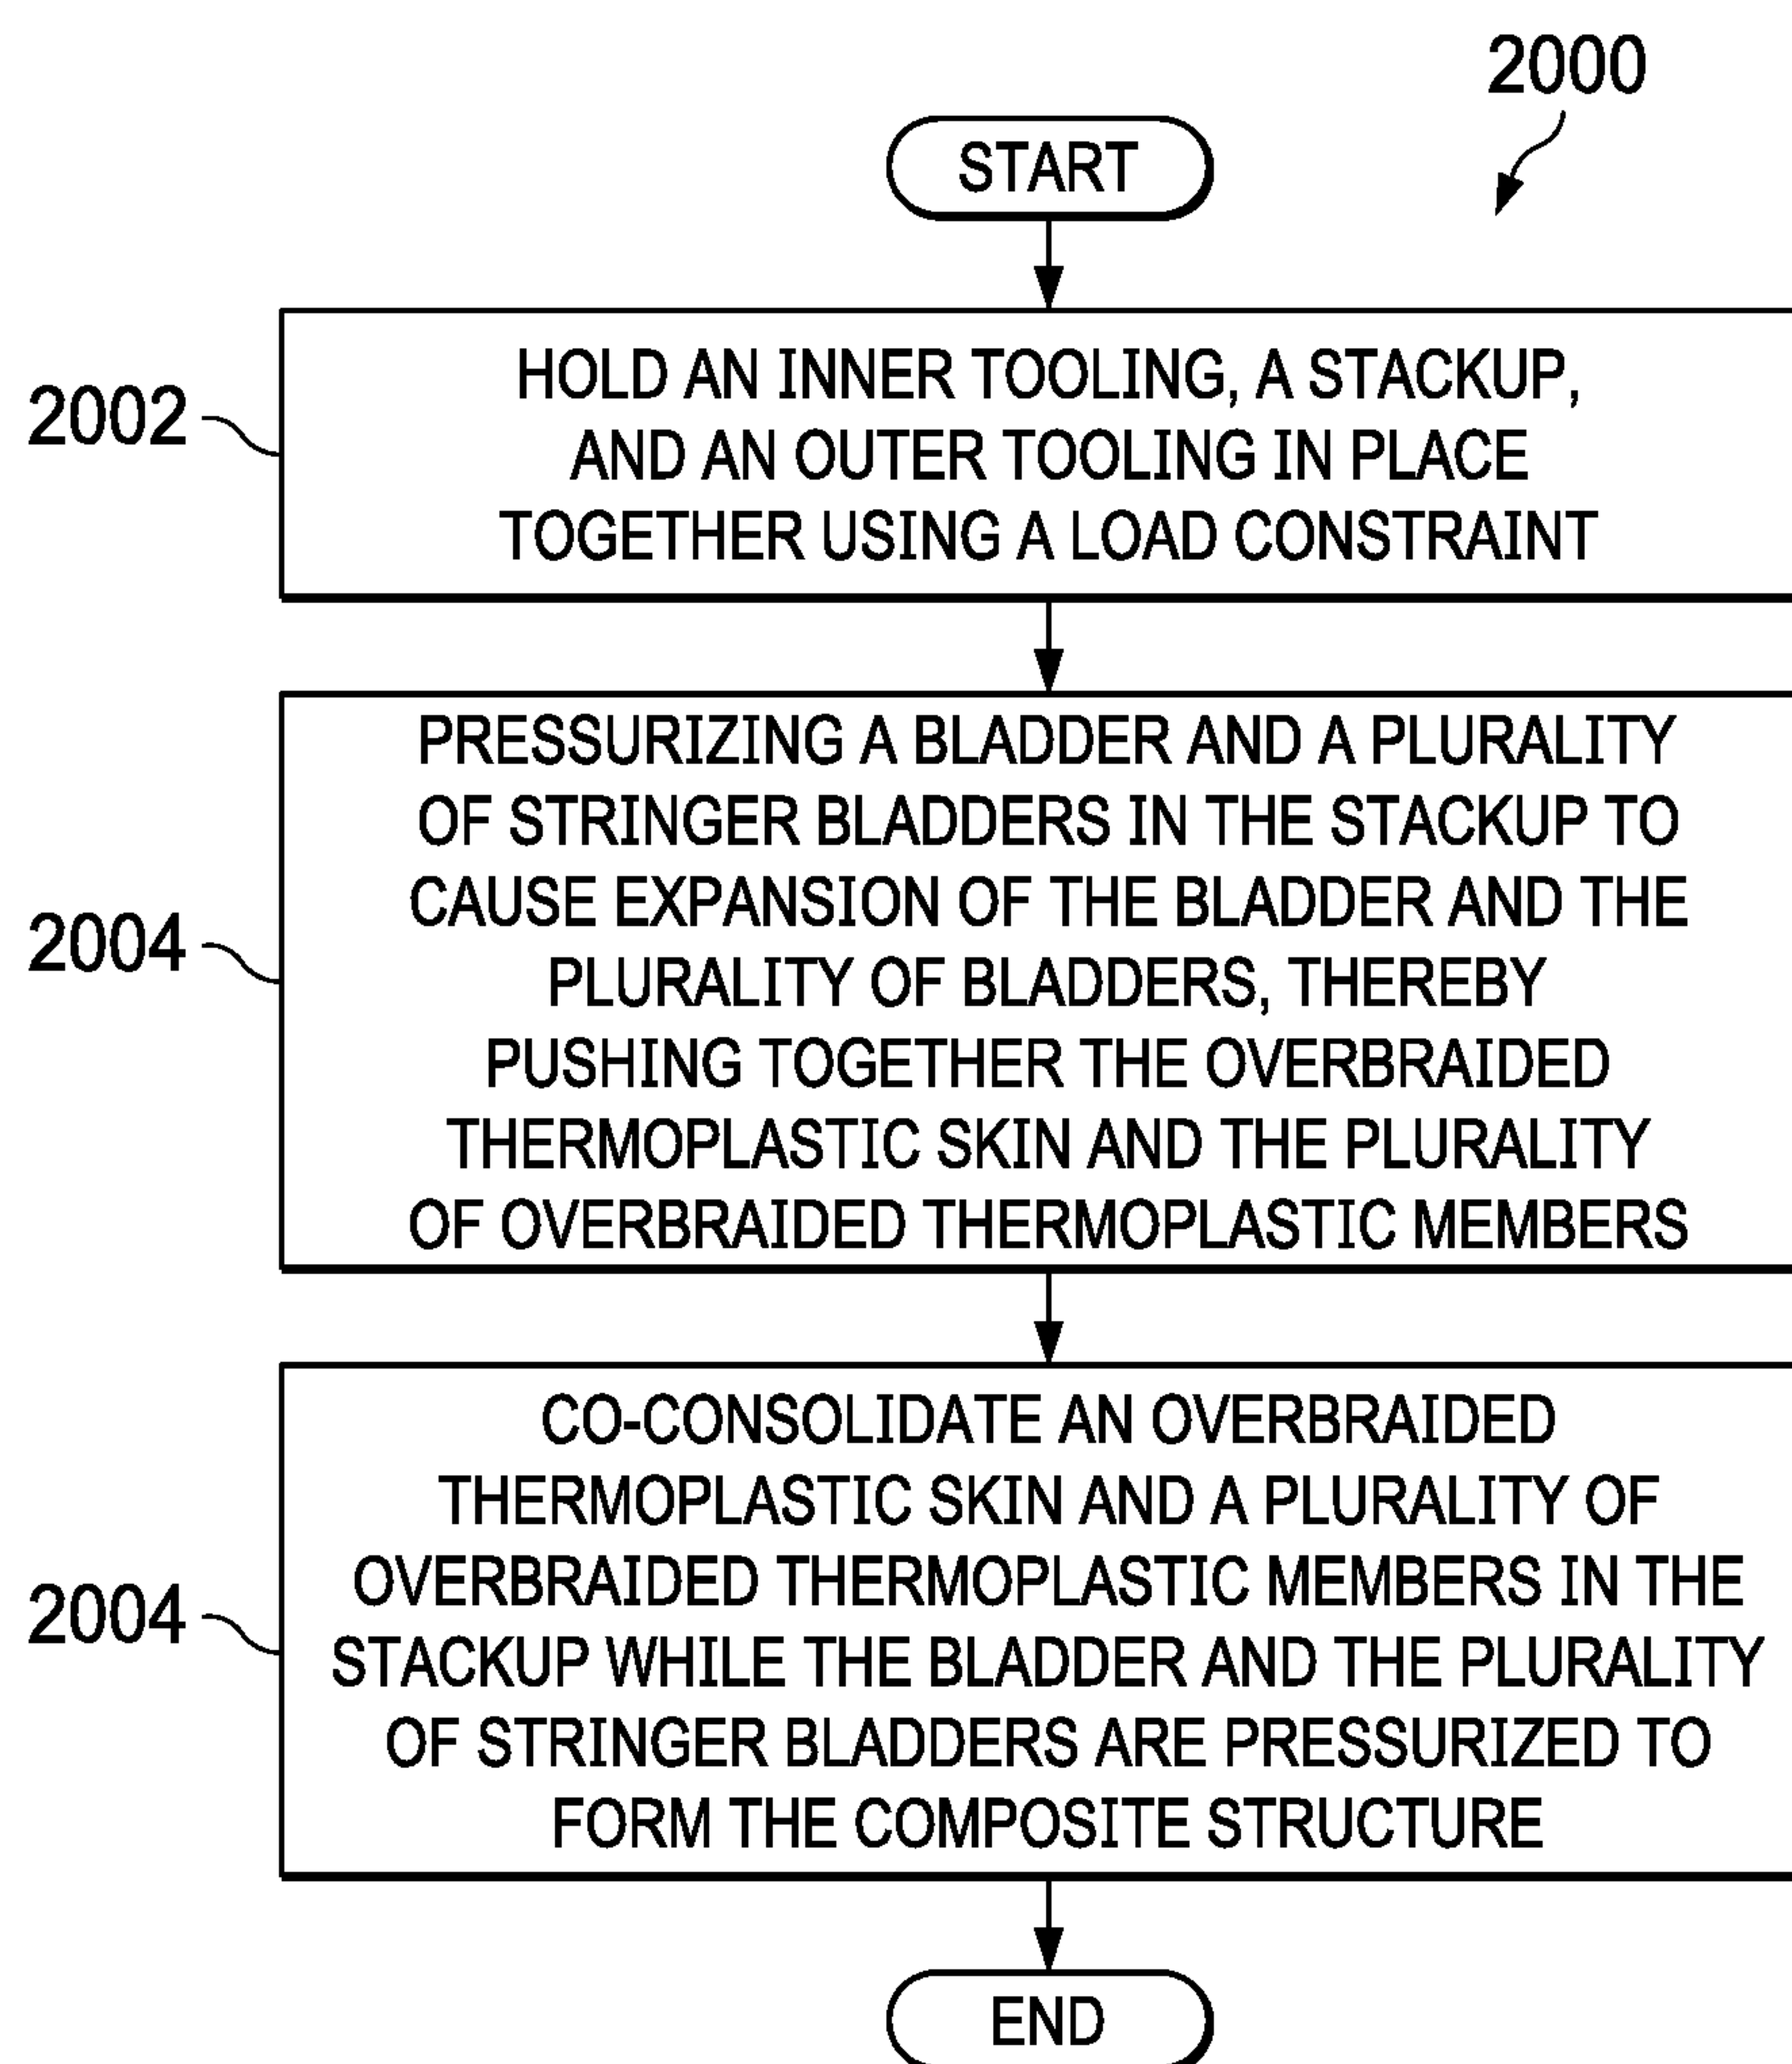 2000
START
2002
HOLD AN INNER TOOLING, A STACKUP,
AND AN OUTER TOOLING IN PLACE
TOGETHER USING A LOAD CONSTRAINT
2004
PRESSURIZING A BLADDER AND A PLURALITY
OF STRINGER BLADDERS IN THE STACKUP TO
CAUSE EXPANSION OF THE BLADDER AND THE
PLURALITY OF BLADDERS, THEREBY
PUSHING TOGETHER THE OVERBRAIDED
THERMOPLASTIC SKIN AND THE PLURALITY
OF OVERBRAIDED THERMOPLASTIC MEMBERS
2004
CO-CONSOLIDATE AN OVERBRAIDED
THERMOPLASTIC SKIN AND A PLURALITY OF
OVERBRAIDED THERMOPLASTIC MEMBERS IN THE
STACKUP WHILE THE BLADDER AND THE PLURALITY
OF STRINGER BLADDERS ARE PRESSURIZED TO
FORM THE COMPOSITE STRUCTURE
END